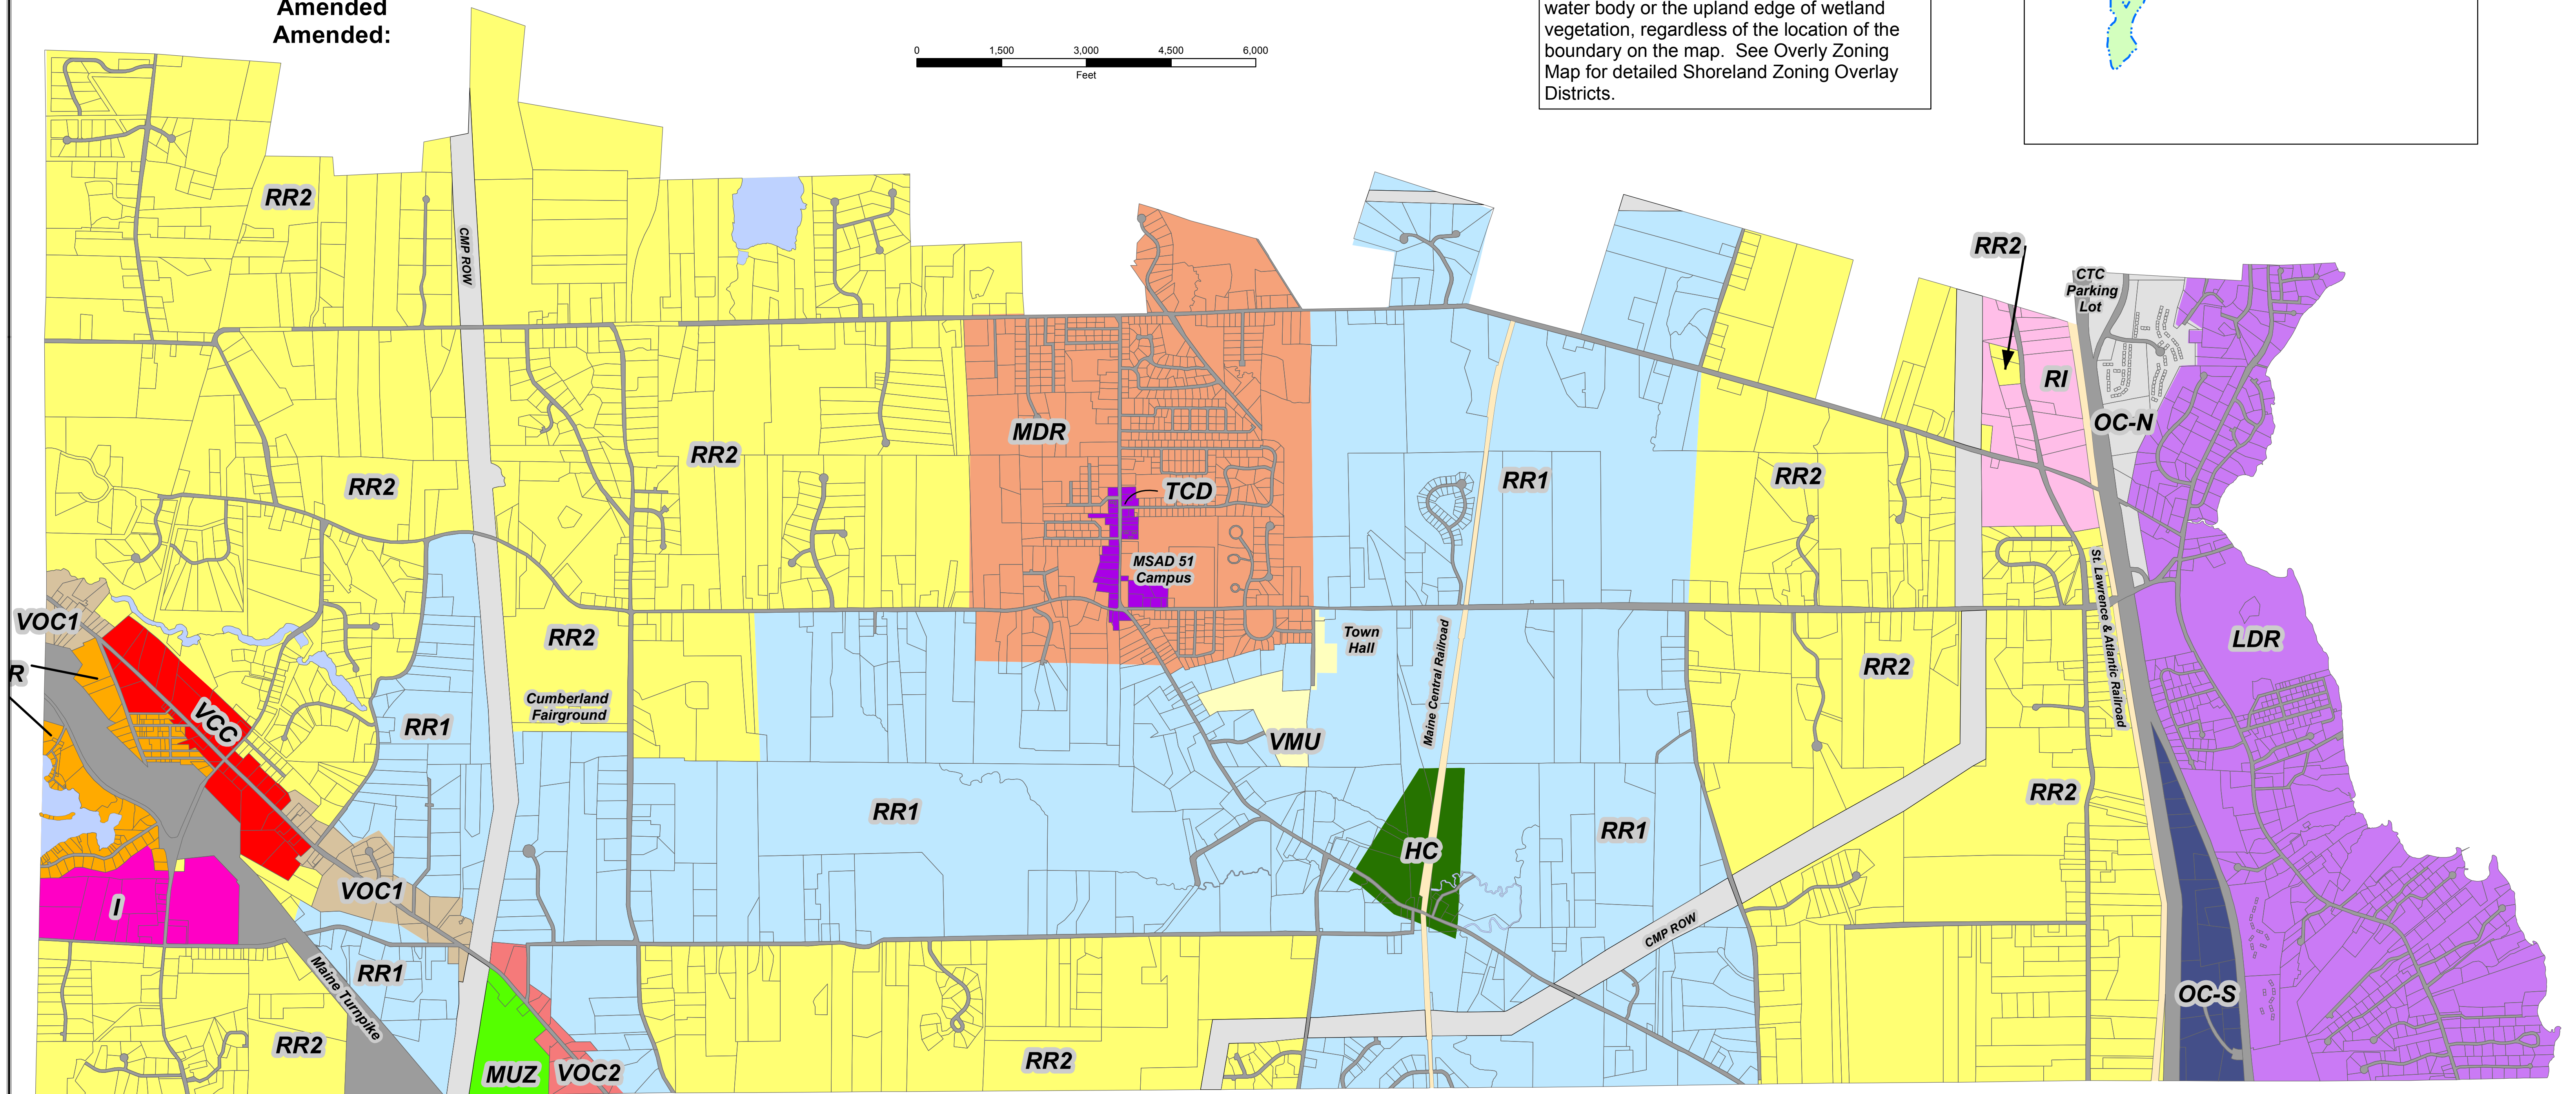 Amended
Amended:
0 1,500 3,000 4,500 6,000
Feet
water body or the upland edge of wetland
vegetation, regardless of the location of the
boundary on the map. See Overly Zoning
Map for detailed Shoreland Zoning Overlay
Districts.
RR2
CMP ROW
RR2
CTC
Parking
Lot
RI
OC-N
MDR
RR2
RR2
TCD
RR1
RR2
MSAD 51
Campus
VOC1
RR2
Town
Hall
Maine Central Railroad
RR2
St. Lawrence & Atlantic Railroad
LDR
R
Cumberland
Fairground
VCC
RR1
VMU
RR2
RR1
RR1
HC
VOC1
I
CMP ROW
RR1
Maine Turnpike
OC-S
RR2
RR2
MUZ
VOC2